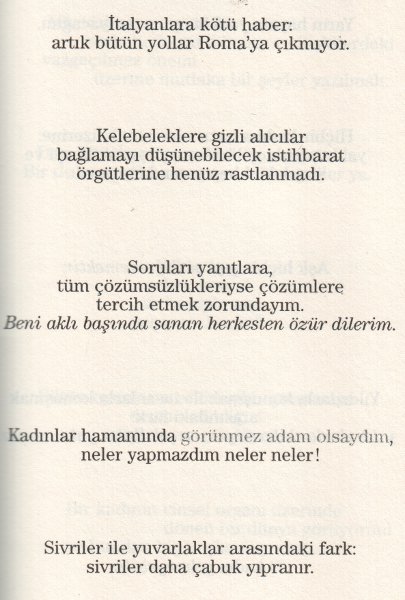 İtalyanlara kötü haber:
artık bütün yollar Roma'ya çıkmıyor.
Kelebeleklere gizli alıcılar
bağlamayı düşünebilecek istihbarat
örgütlerine henüz rastlanmadı.
Soruları yanıtlara,
tüm çözümsüzlükleriyse çözümlere
tercih etmek zorundayım.
Beni aklı başında sanan herkesten özür dilerim.
Kadınlar hamamında görünmez adam olsaydım,
neler yapmazdım neler neler!
Sivriler ile yuvarlaklar arasındaki fark:
sivriler daha çabuk yıpranır.